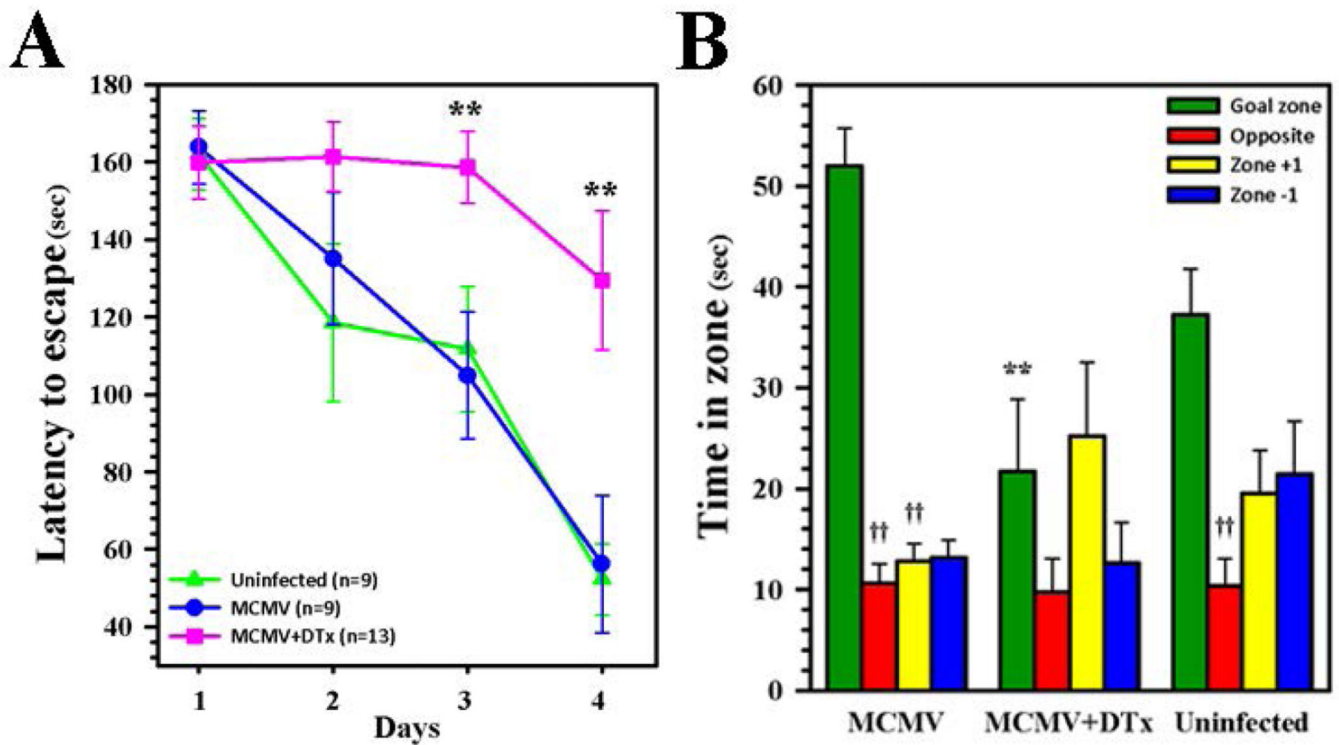 A
Latency to escape (sec)
180
160
140
120
100
80
60
40
**
**
Uninfected (n=9)
MCMV (n=9)
MCMV+DTx (n=13)
1 2 3 4
Days
B
Time in zone (sec)
60
50
40
30
20
10
0
Goal zone
Opposite
Zone +1
Zone -1
††
††
**
††
MCMV MCMV+DTx Uninfected